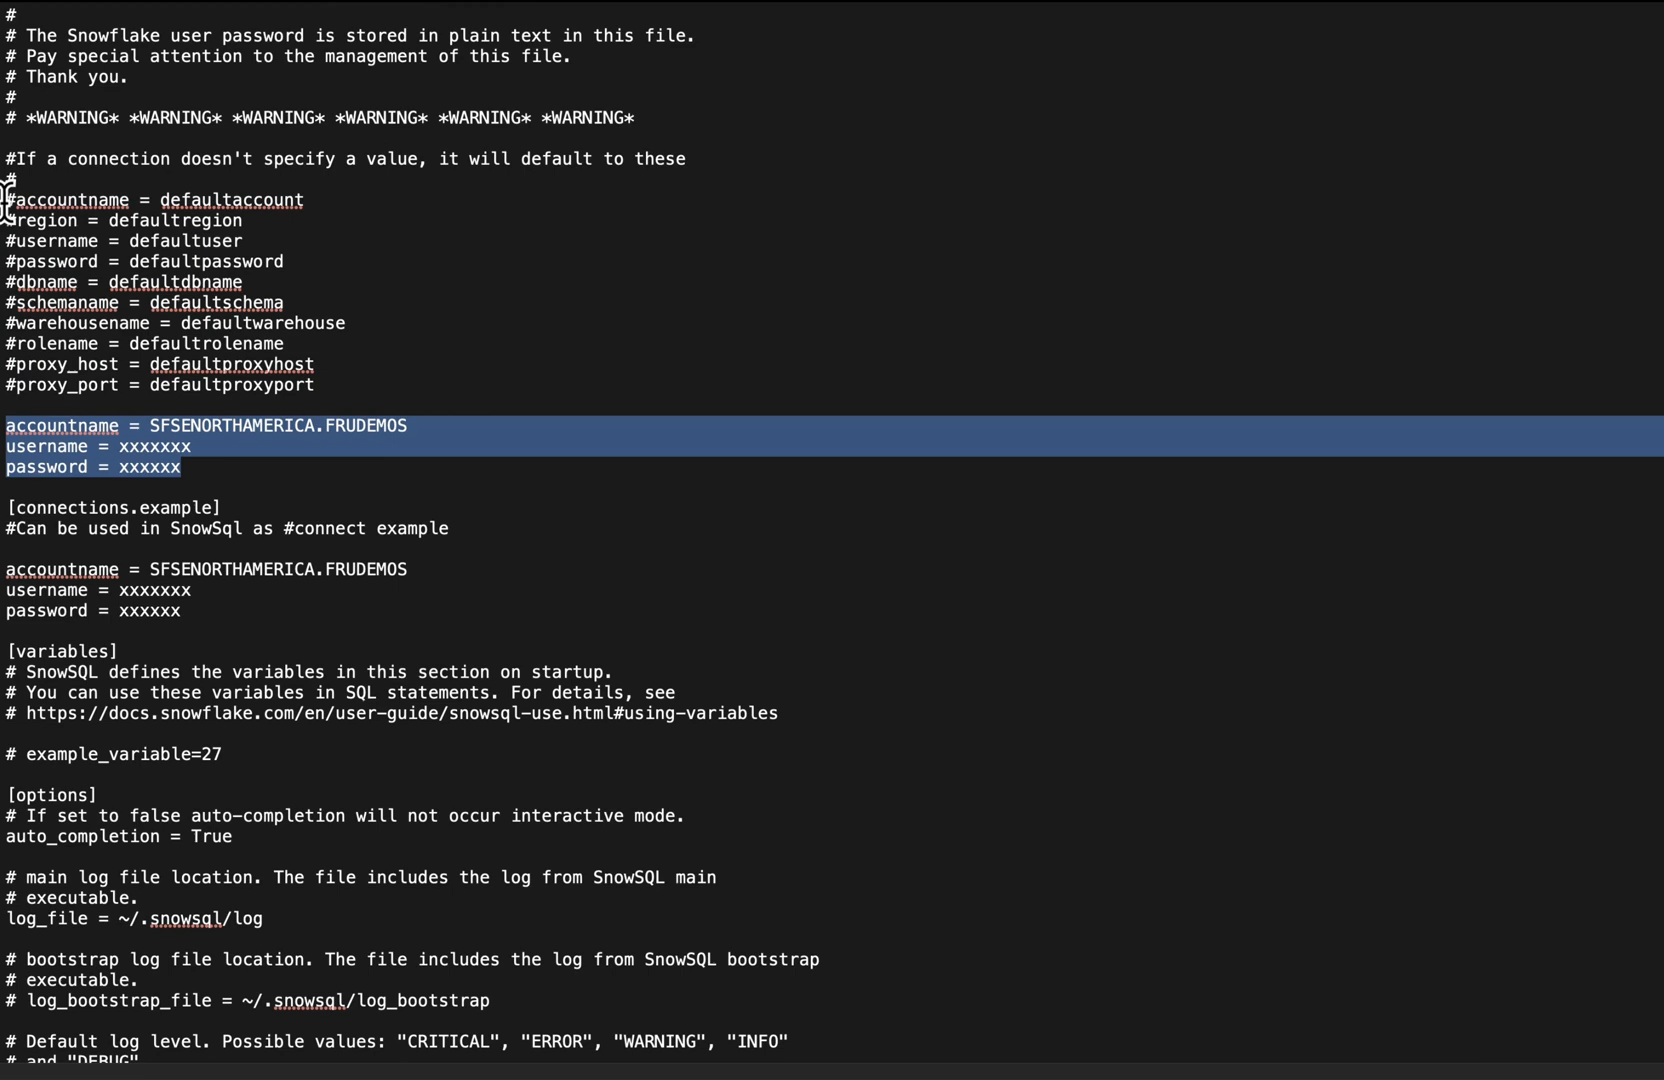 #
# The Snowflake user password is stored in plain text in this file.
# Pay special attention to the management of this file.
# Thank you.
#
# *WARNING* *WARNING* *WARNING* *WARNING* *WARNING* *WARNING*
#If a connection doesn't specify a value, it will default to these
#
#accountname = defaultaccount
#region = defaultregion
#username = defaultuser
#password = defaultpassword
#dbname = defaultdbname
#schemaname = defaultschema
#warehousename = defaultwarehouse
#rolename = defaultrolename
#proxy_host = defaultproxyhost
#proxy_port = defaultproxyport
accountname = SFSENORTHAMERICA.FRUDEMOS
username = xxxxxxx
password = xxxxxx
[connections.example]
#Can be used in SnowSql as #connect example
accountname = SFSENORTHAMERICA.FRUDEMOS
username = xxxxxxx
password = xxxxxx
[variables]
# SnowSQL defines the variables in this section on startup.
# You can use these variables in SQL statements. For details, see
# https://docs.snowflake.com/en/user-guide/snowsql-use.html#using-variables
# example_variable=27
[options]
# If set to false auto-completion will not occur interactive mode.
auto_completion = True
# main log file location. The file includes the log from SnowSQL main
# executable.
log_file = ~/.snowsql/log
# bootstrap log file location. The file includes the log from SnowSQL bootstrap
# executable.
# log_bootstrap_file = ~/.snowsql/log_bootstrap
# Default log level. Possible values: "CRITICAL", "ERROR", "WARNING", "INFO"
# and "DEBUG"